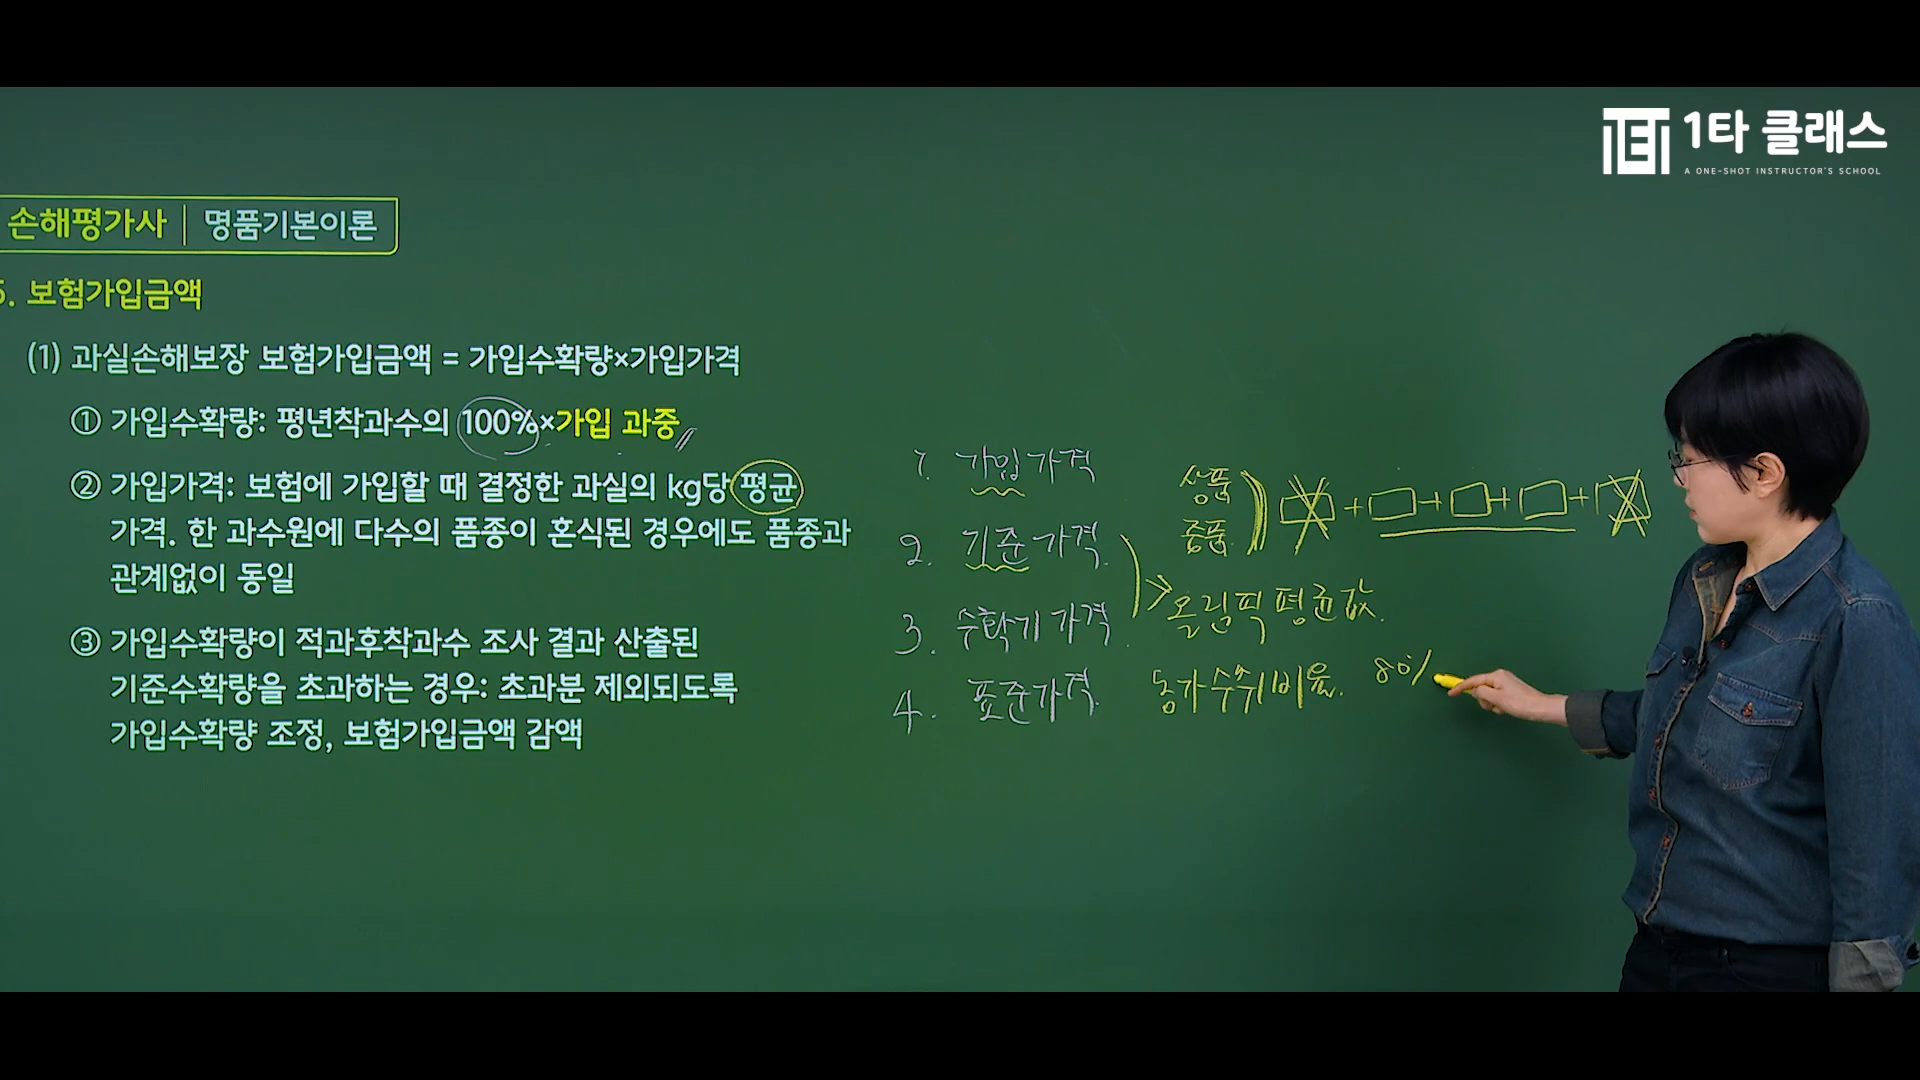 1타 클래스
A ONE-SHOT INSTRUCTOR'S SCHOOL
손해평가사 | 명품기본이론
5. 보험가입금액
(1) 과실손해보장 보험가입금액 = 가입수확량×가입가격
① 가입수확량: 평년착과수의 100%×가입 과중
② 가입가격: 보험에 가입할 때 결정한 과실의 kg당 평균
가격. 한 과수원에 다수의 품종이 혼식된 경우에도 품종과
관계없이 동일
③ 가입수확량이 적과후착과수 조사 결과 산출된
기준수확량을 초과하는 경우: 초과분 제외되도록
가입수확량 조정, 보험가입금액 감액
1. 가입가격
2. 기준가격.
3. 수확기 가격.
4. 표준가격.
상품
중품
+ + + +
올림픽 평균값.
농가수취비율. 80%